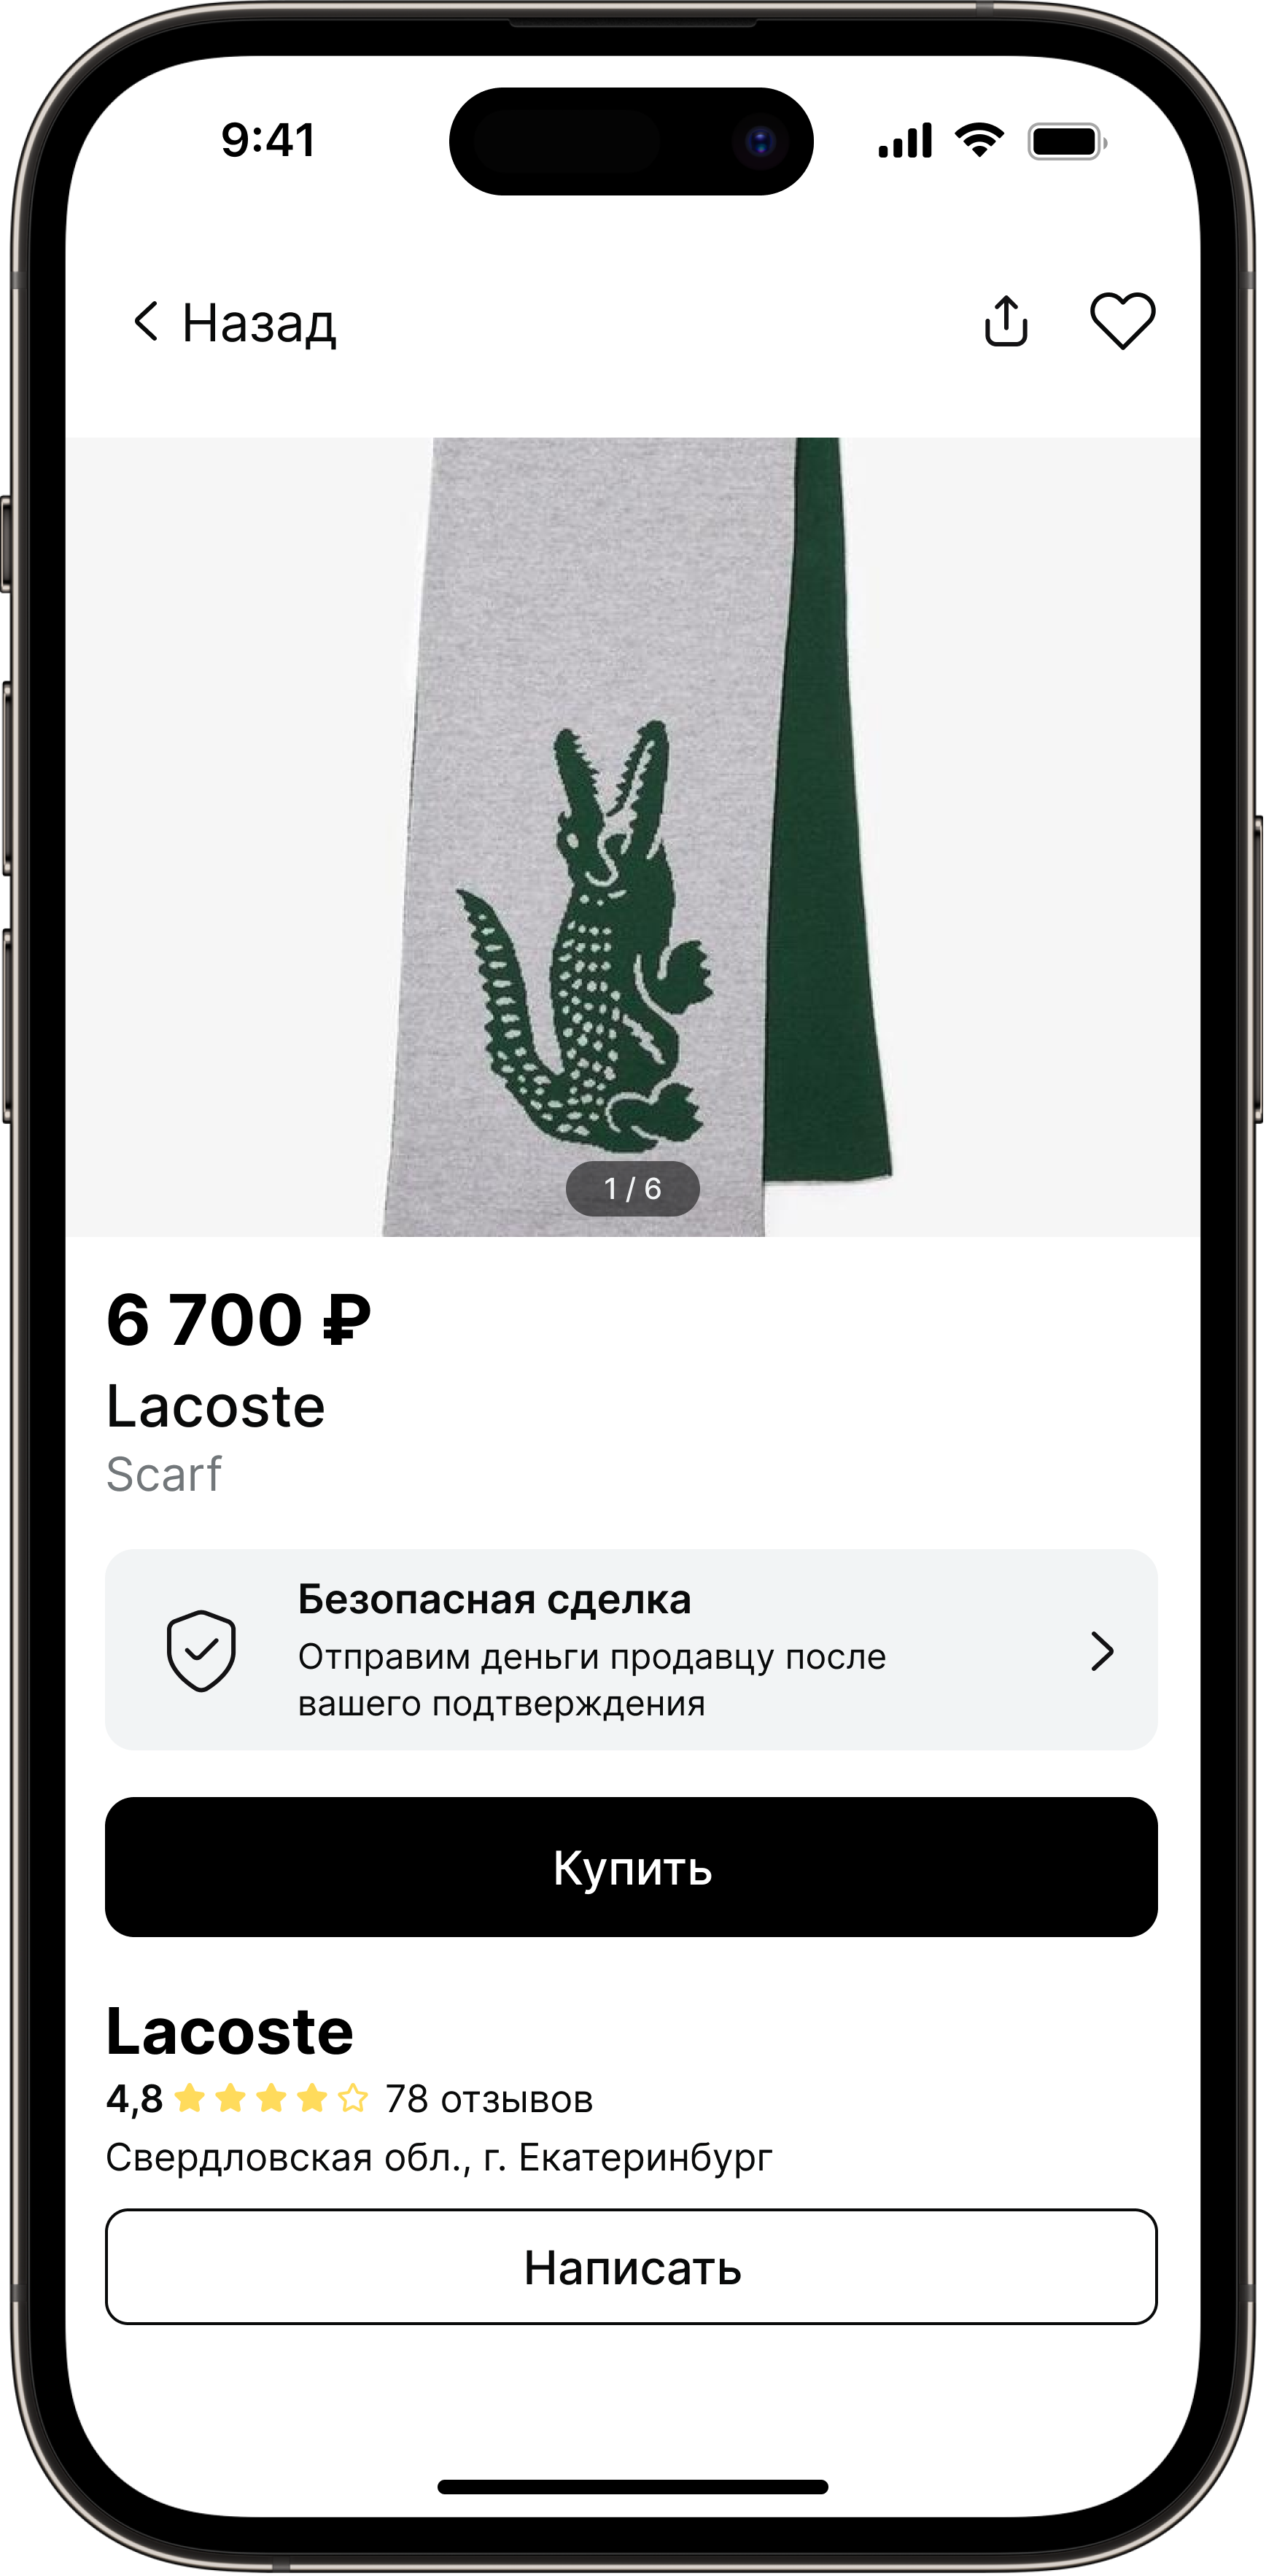 9:41
Назад
1 / 6
6 700 ₽
Lacoste
Scarf
Безопасная сделка
Отправим деньги продавцу после
вашего подтверждения
Купить
Lacoste
4,8 78 отзывов
Свердловская обл., г. Екатеринбург
Написать